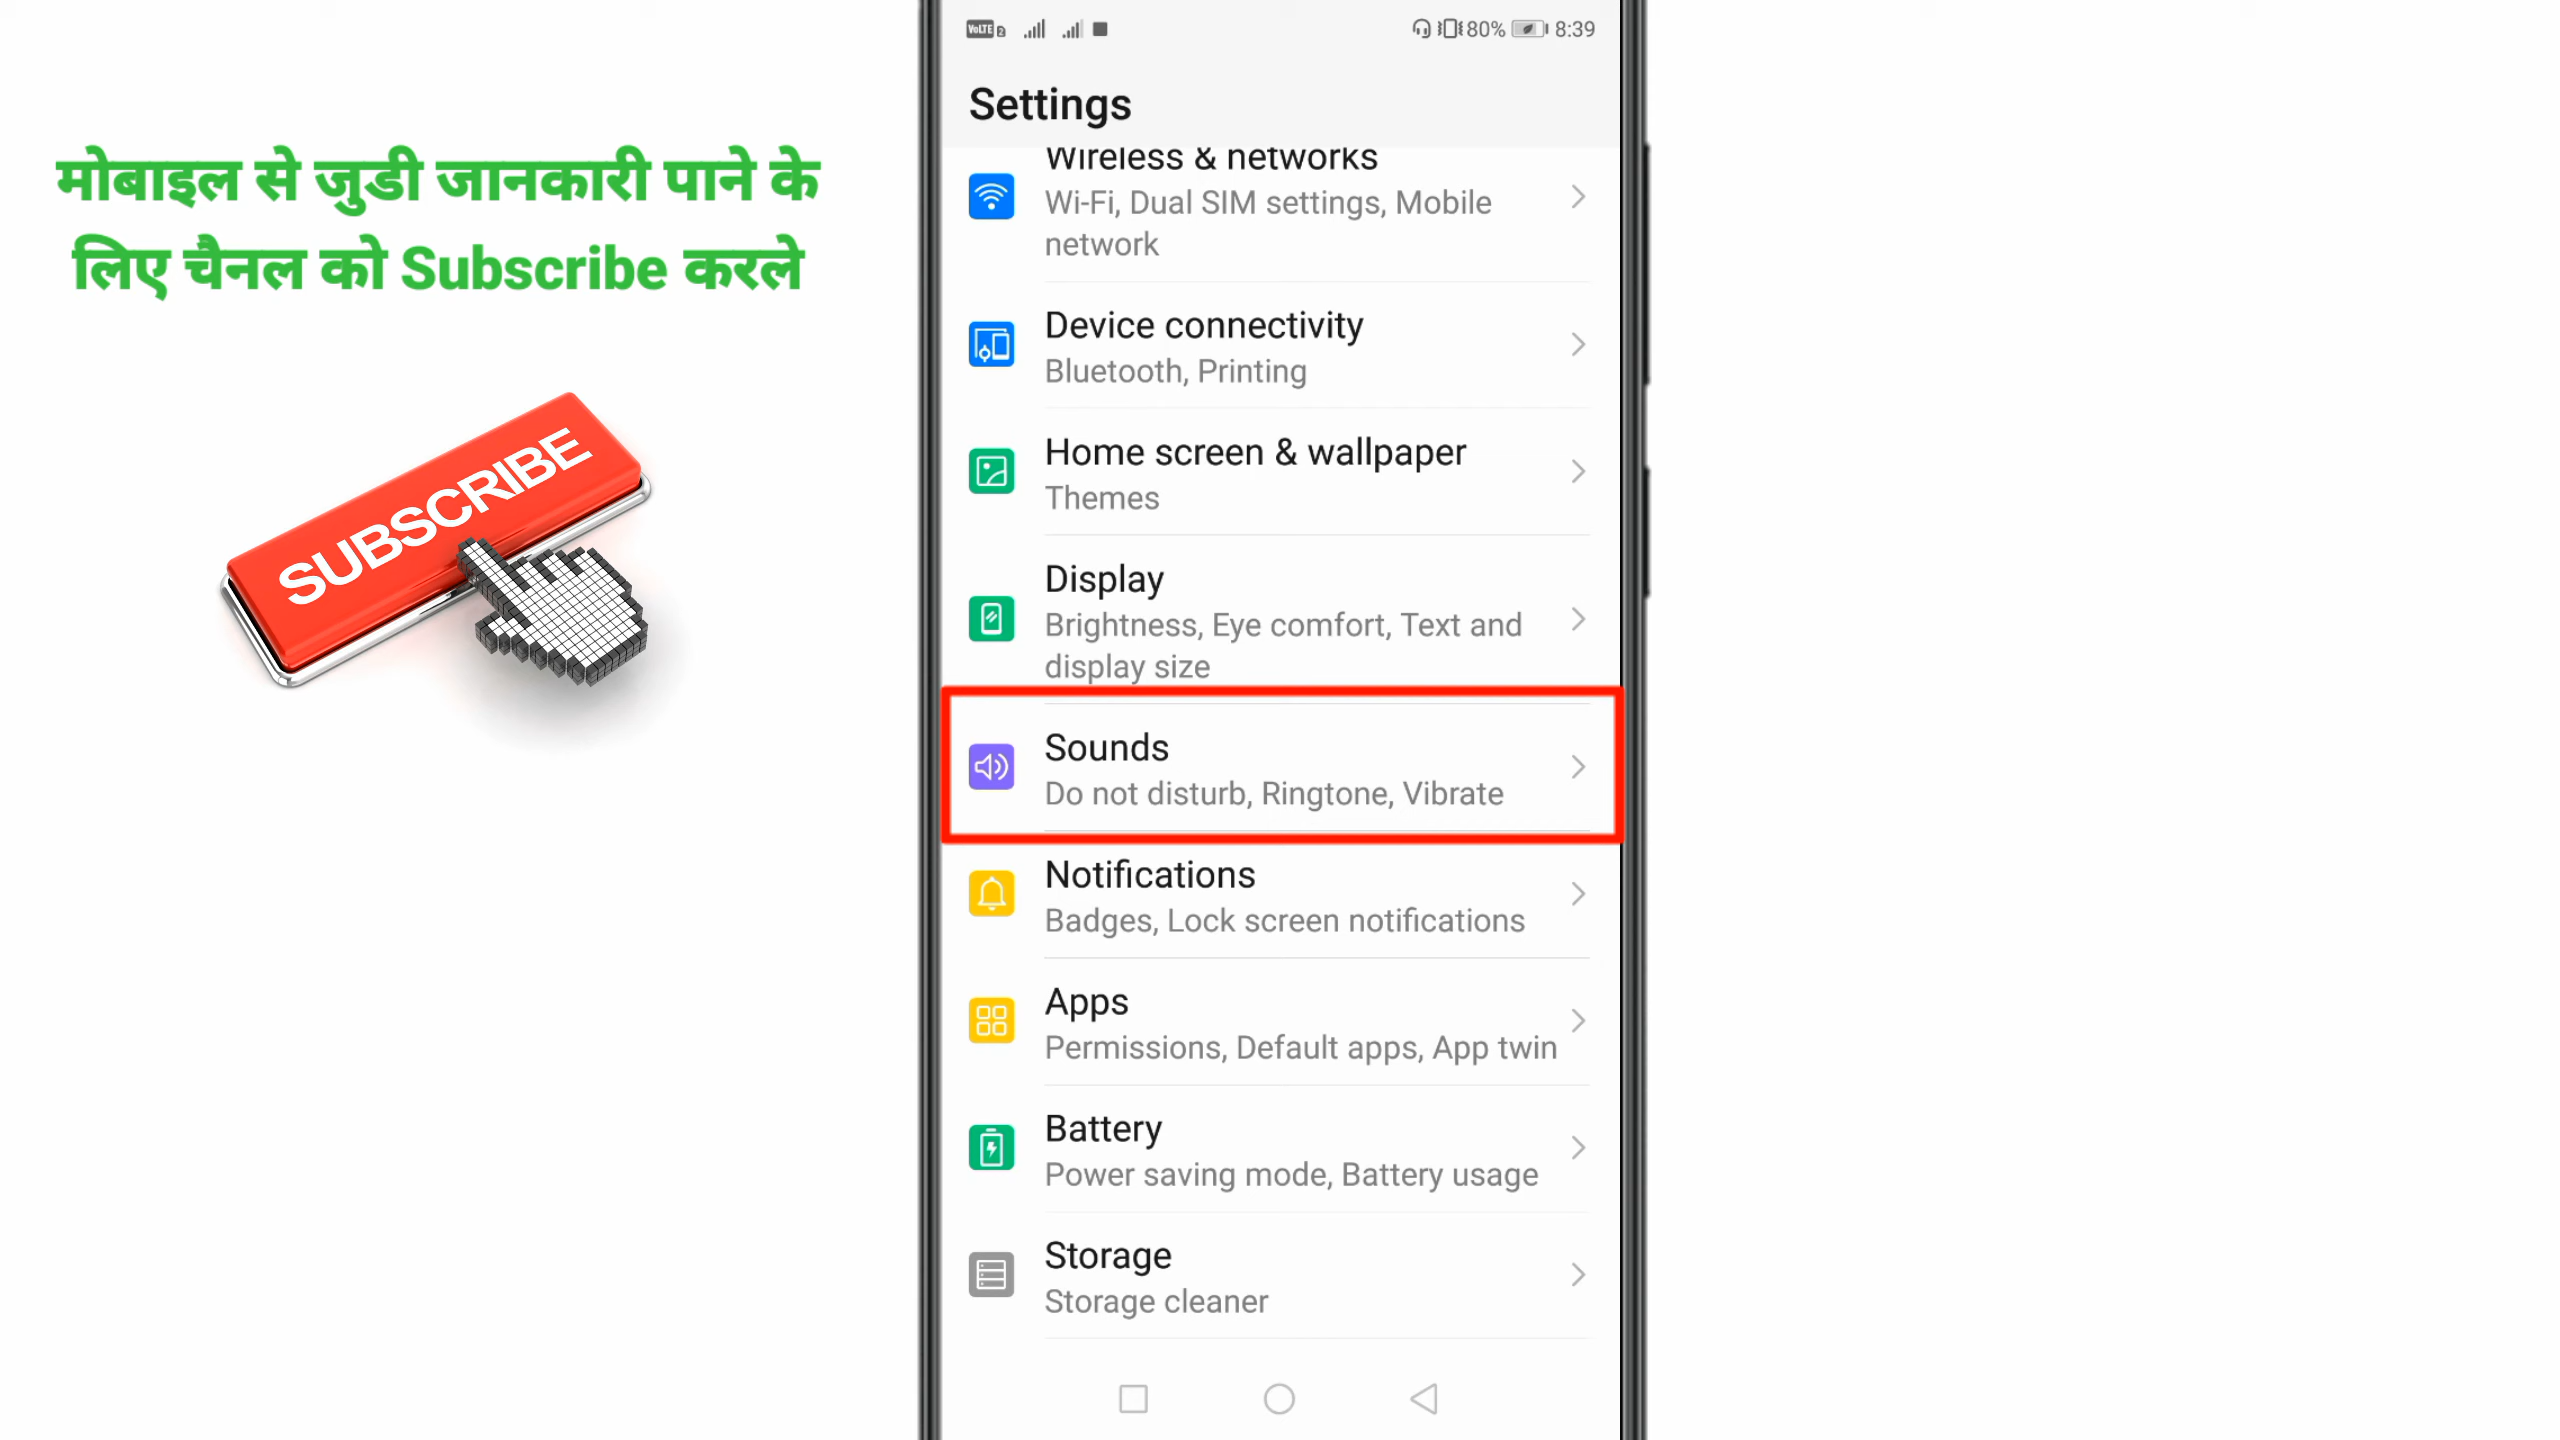 मोबाइल से जुडी जानकारी पाने के
लिए चैनल को Subscribe करले
SUBSCRIBE
VoLTE 2
80% 8:39
Settings
Wireless & networks
Wi-Fi, Dual SIM settings, Mobile
network
Device connectivity
Bluetooth, Printing
Home screen & wallpaper
Themes
Display
Brightness, Eye comfort, Text and
display size
Sounds
Do not disturb, Ringtone, Vibrate
Notifications
Badges, Lock screen notifications
Apps
Permissions, Default apps, App twin
Battery
Power saving mode, Battery usage
Storage
Storage cleaner